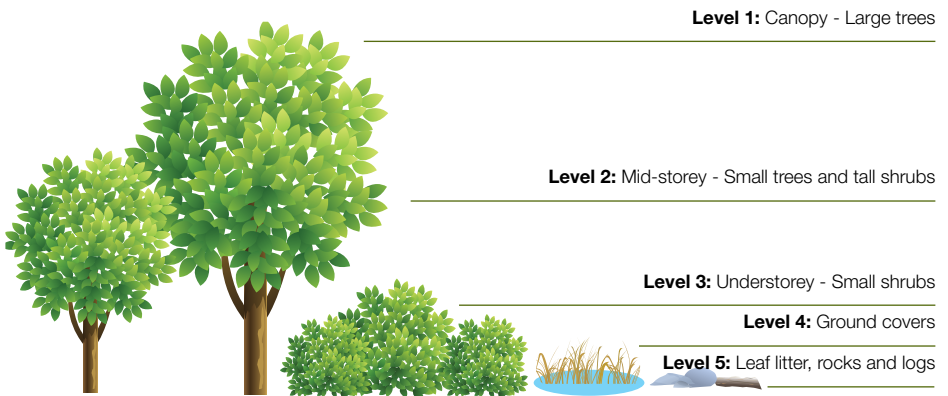 Level 1: Canopy - Large trees
Level 2: Mid-storey - Small trees and tall shrubs
Level 3: Understorey - Small shrubs
Level 4: Ground covers
Level 5: Leaf litter, rocks and logs